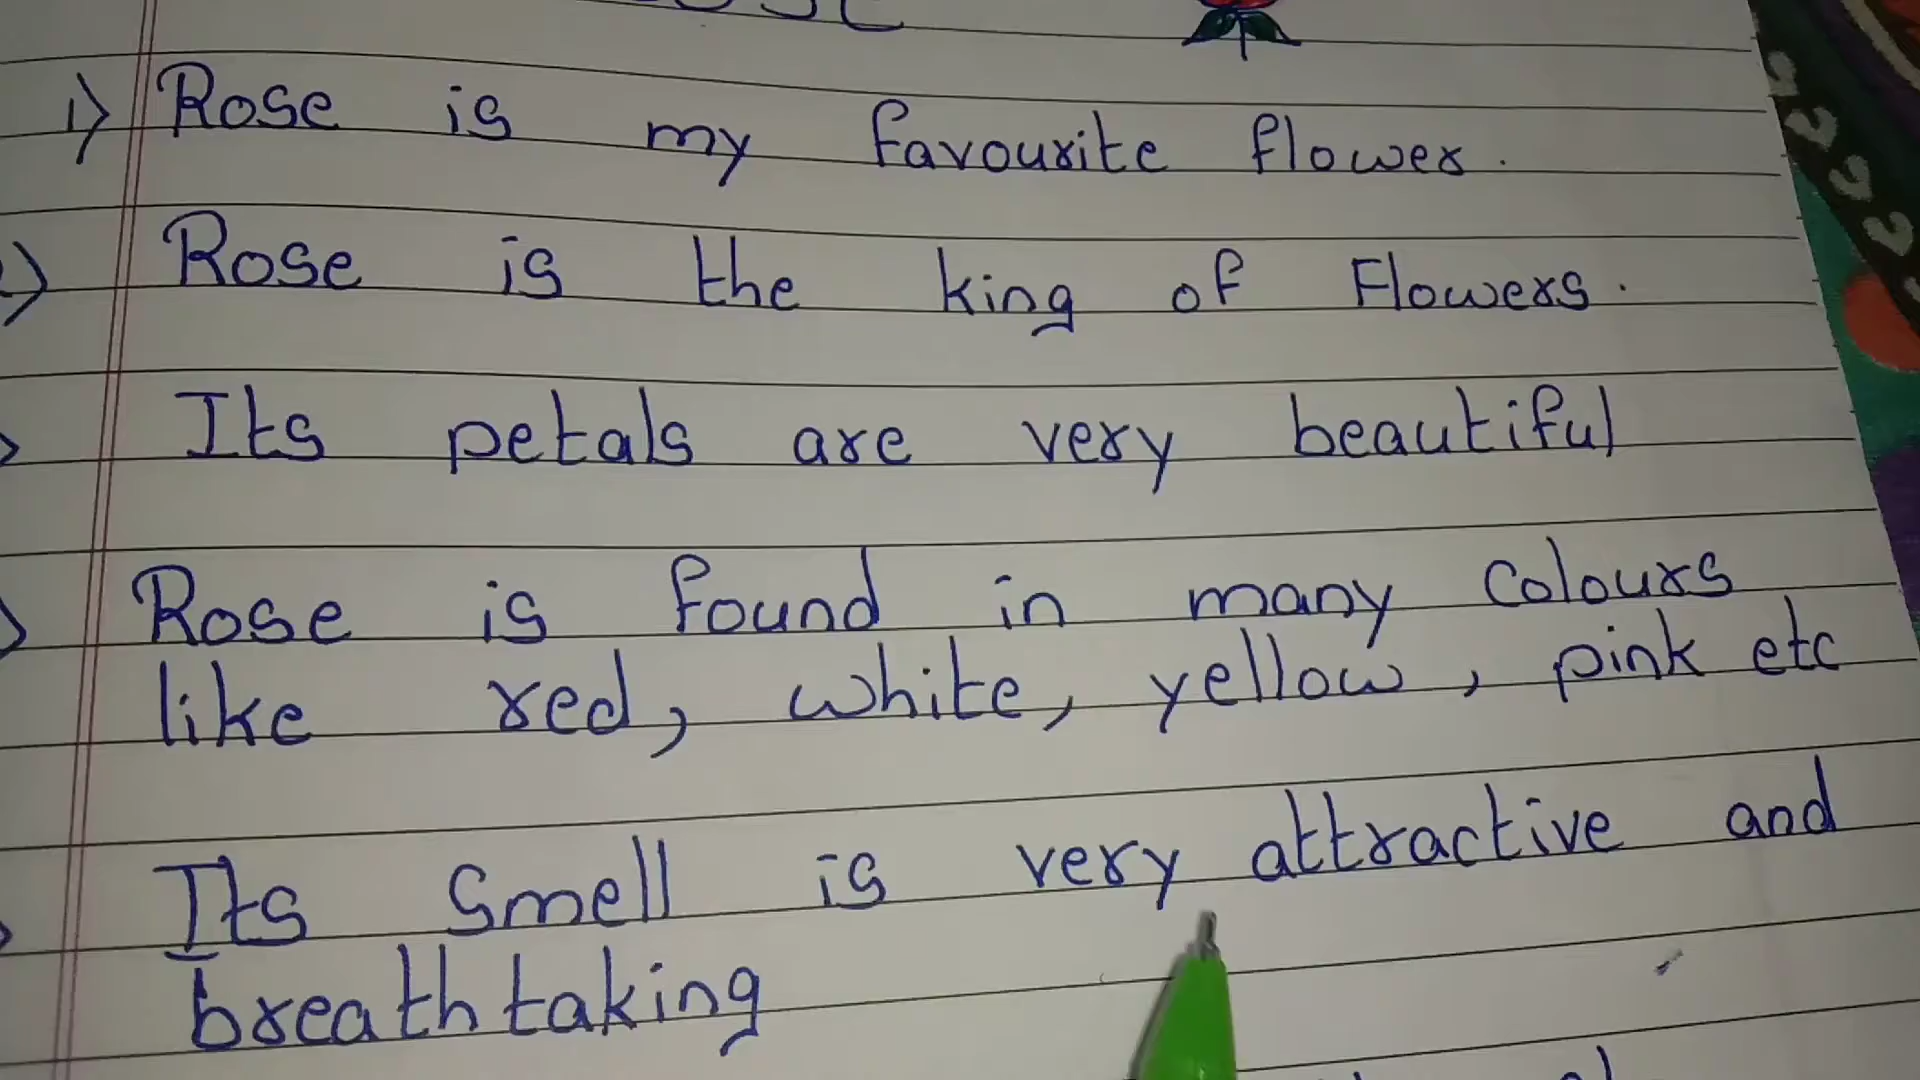 1) Rose is my favourite flower.
Rose is the king of Flowers.
Its petals are very beautiful
Rose is found in many Colours
like red, white, yellow, pink etc
Its Smell is very attractive and
breathtaking